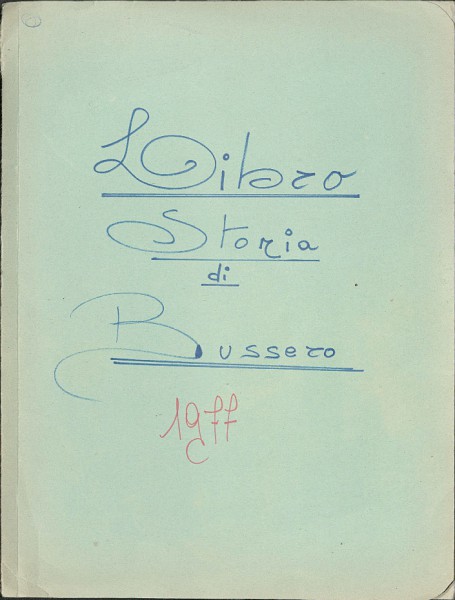 Libro
Storia
di
Bussero
1977